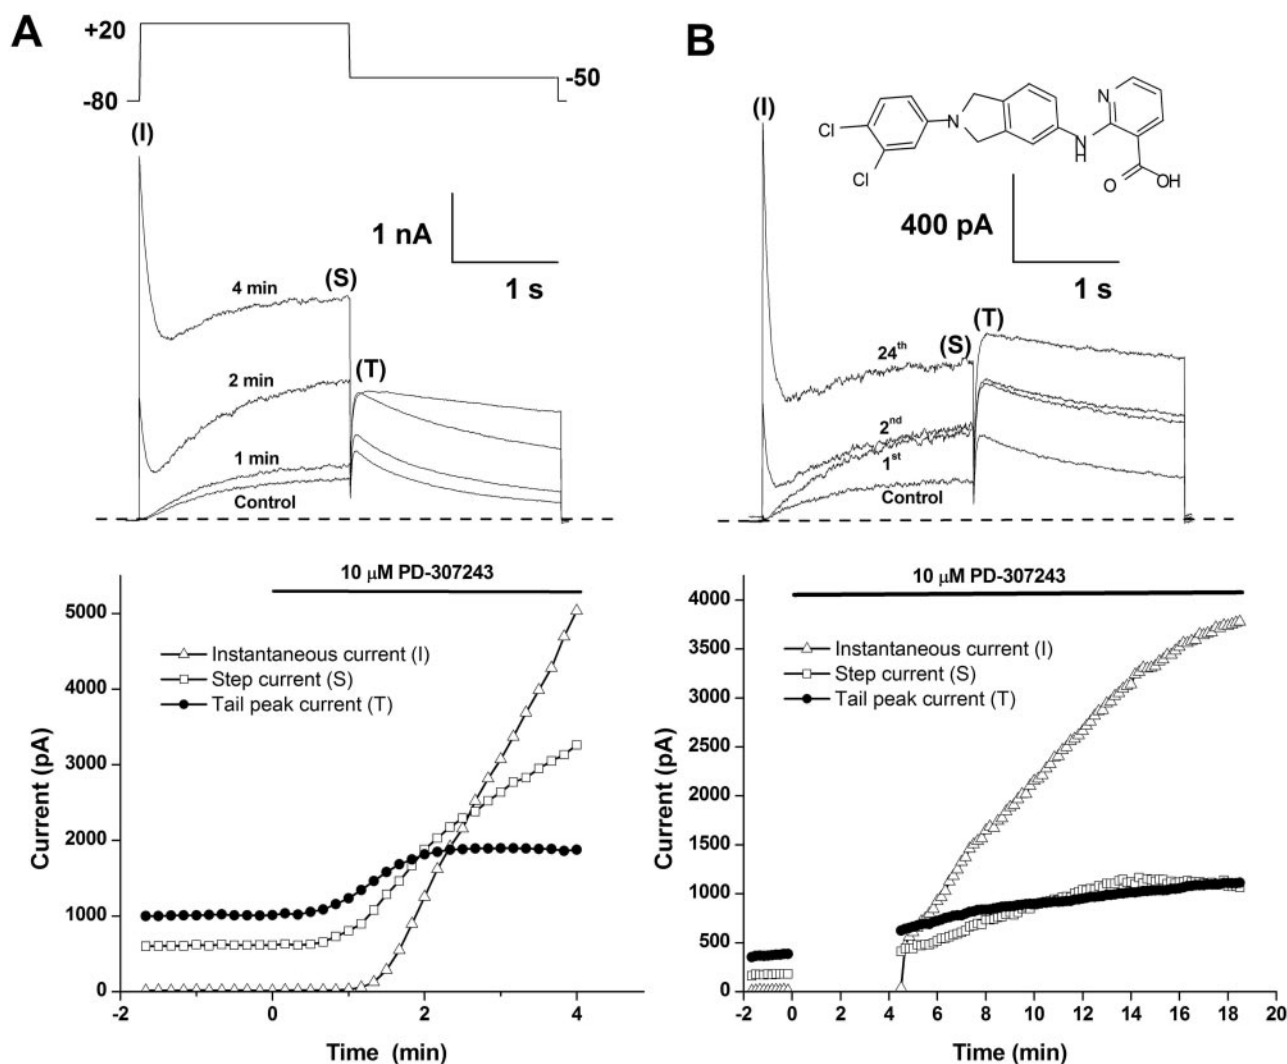 A
+20
-80
-50
(I)
1 nA
1 s
(S)
4 min
(T)
2 min
1 min
Control
B
(I)
Cl
Cl
N
N
H
N
O
OH
400 pA
1 s
(T)
(S)
24th
2nd
1st
Control
10 µM PD-307243
Instantaneous current (I)
Step current (S)
Tail peak current (T)
Current (pA)
5000
4000
3000
2000
1000
0
-2 0 2 4
Time (min)
10 µM PD-307243
Instantaneous current (I)
Step current (S)
Tail peak current (T)
Current (pA)
4000
3500
3000
2500
2000
1500
1000
500
0
-2 0 2 4 6 8 10 12 14 16 18 20
Time (min)